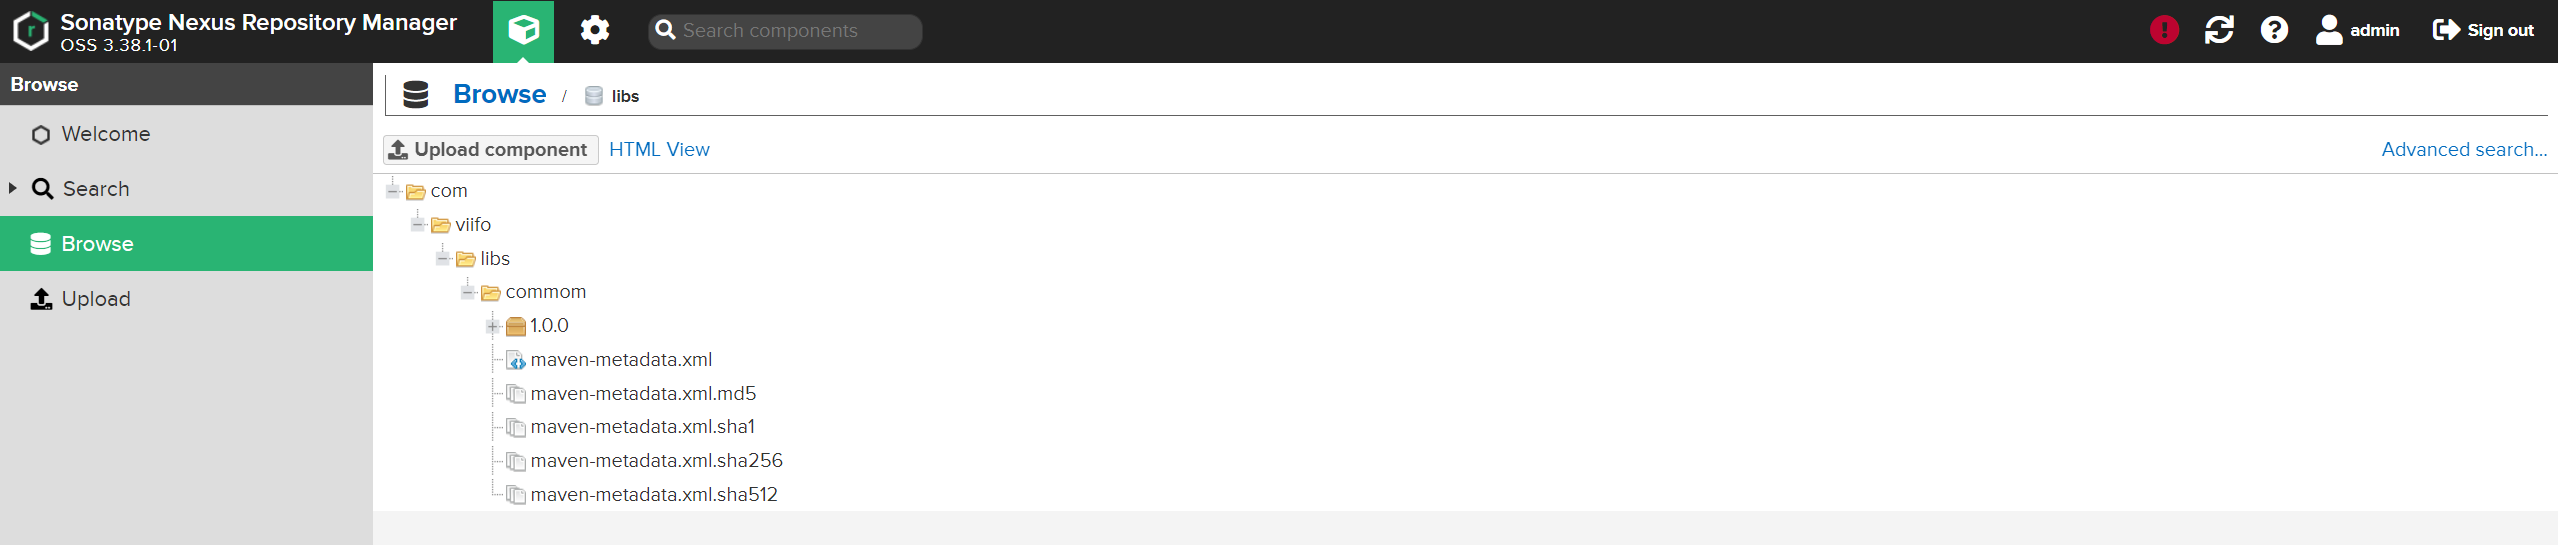 Sonatype Nexus Repository Manager
OSS 3.38.1-01
Search components
admin
Sign out
Browse
Welcome
Search
Browse
Upload
Browse / libs
Upload component
HTML View
Advanced search...
com
viifo
libs
commom
1.0.0
maven-metadata.xml
maven-metadata.xml.md5
maven-metadata.xml.sha1
maven-metadata.xml.sha256
maven-metadata.xml.sha512